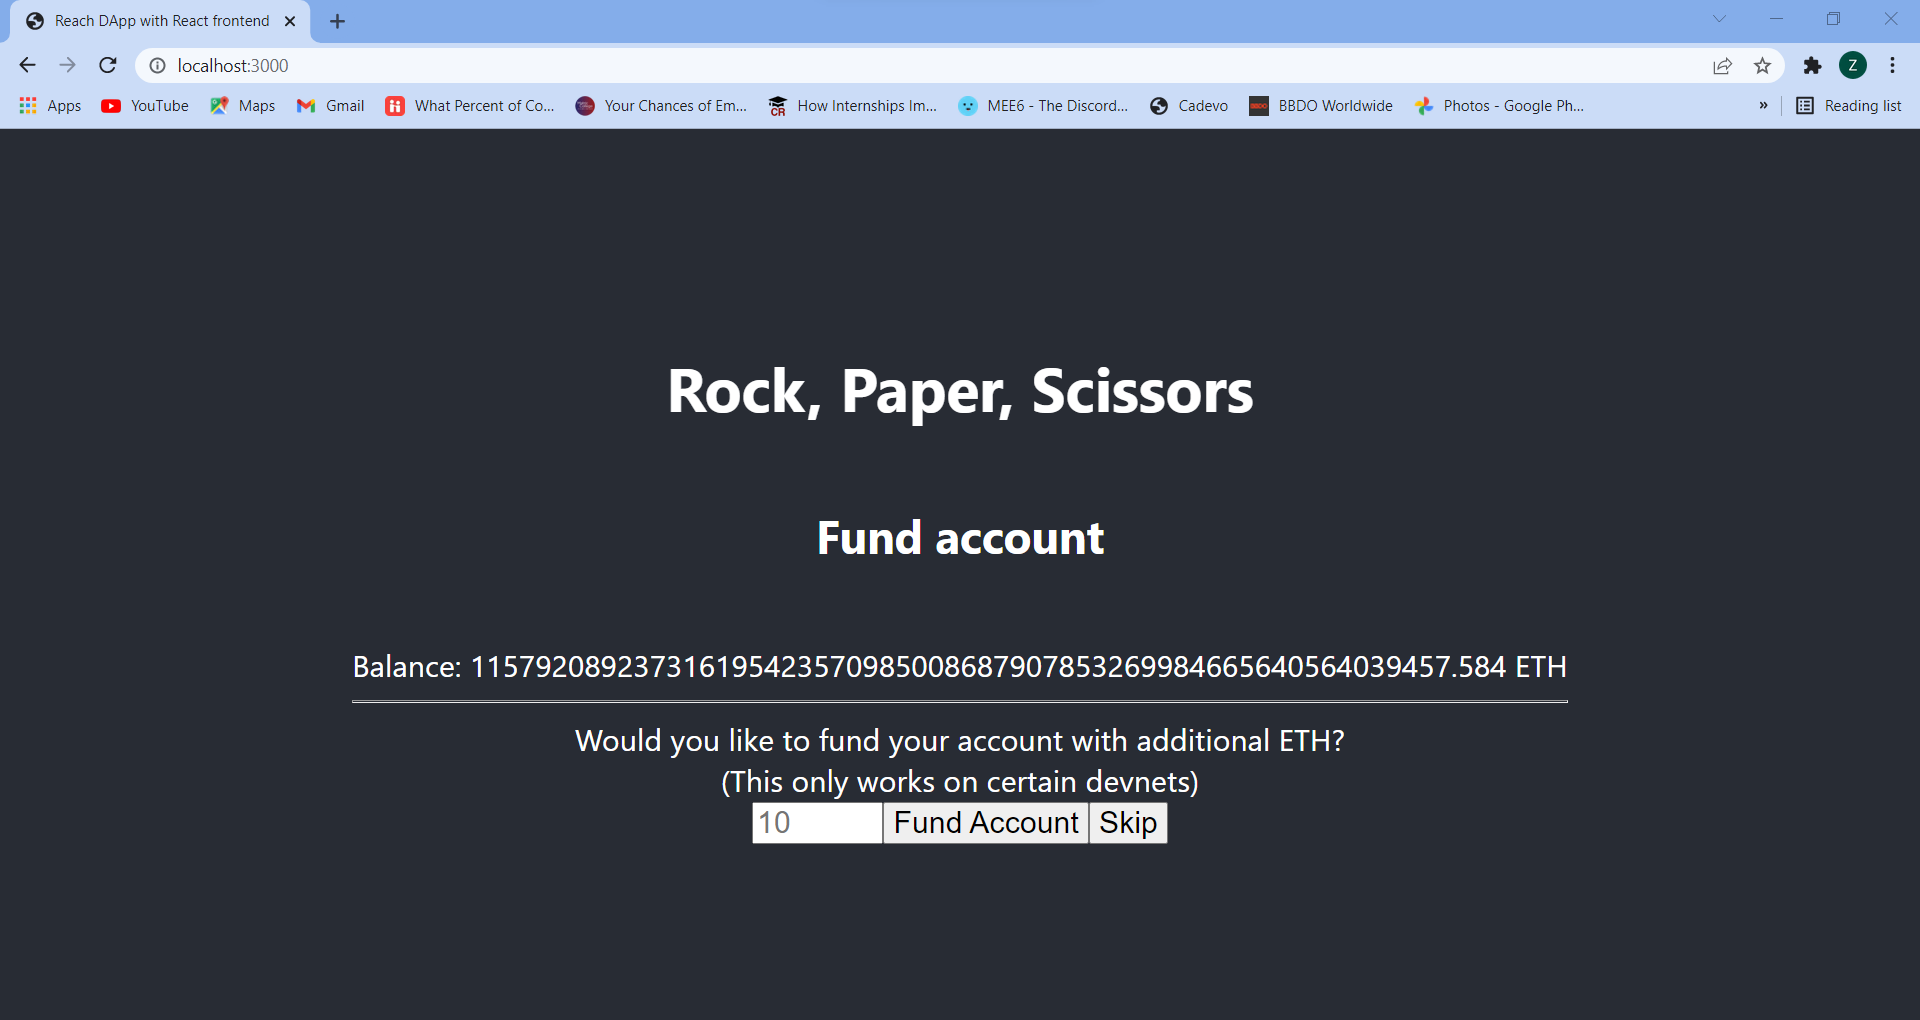 Reach DApp with React frontend
localhost:3000
Z
Apps YouTube Maps Gmail What Percent of Co... Your Chances of Em... CR How Internships Im... MEE6 - The Discord... Cadevo BBDO BBDO Worldwide Photos - Google Ph... » Reading list
Rock, Paper, Scissors
Fund account
Balance: 115792089237316195423570985008687907853269984665640564039457.584 ETH
Would you like to fund your account with additional ETH?
(This only works on certain devnets)
10 Fund Account Skip